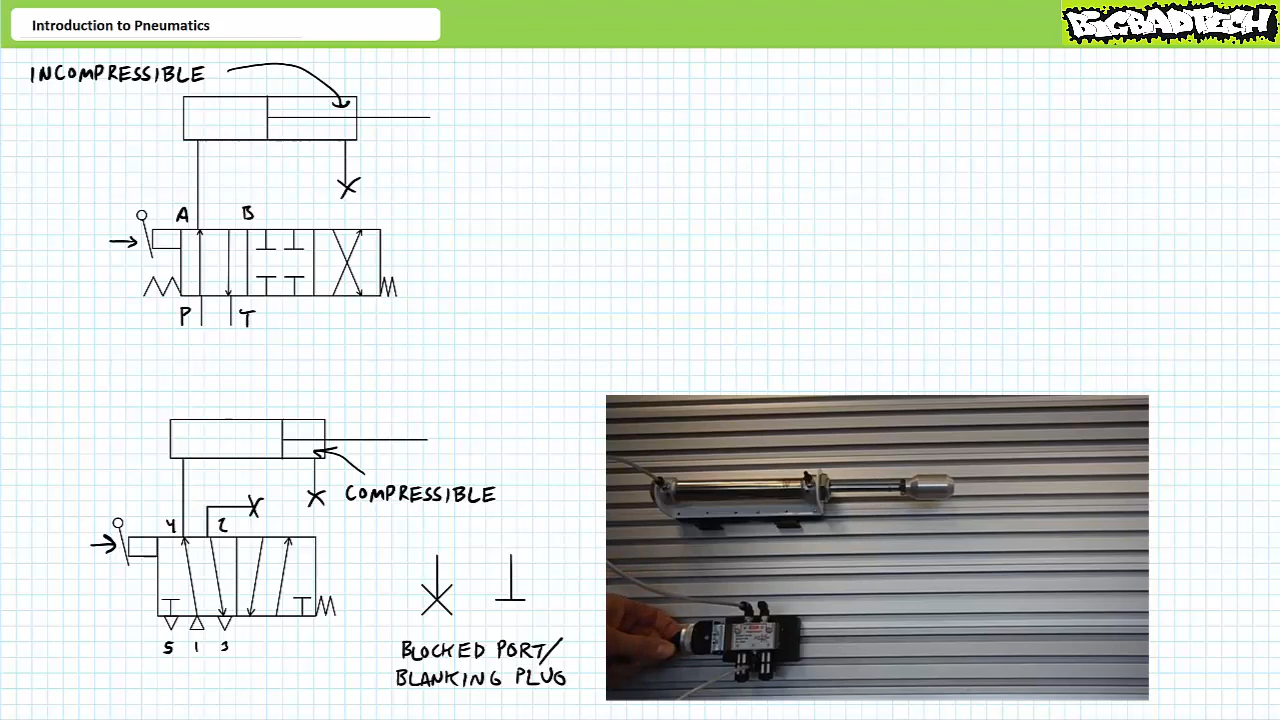 Introduction to Pneumatics
BIGBADTECH
INCOMPRESSIBLE
A B
P T
COMPRESSIBLE
4 2
5 1 3
BLOCKED PORT/
BLANKING PLUG